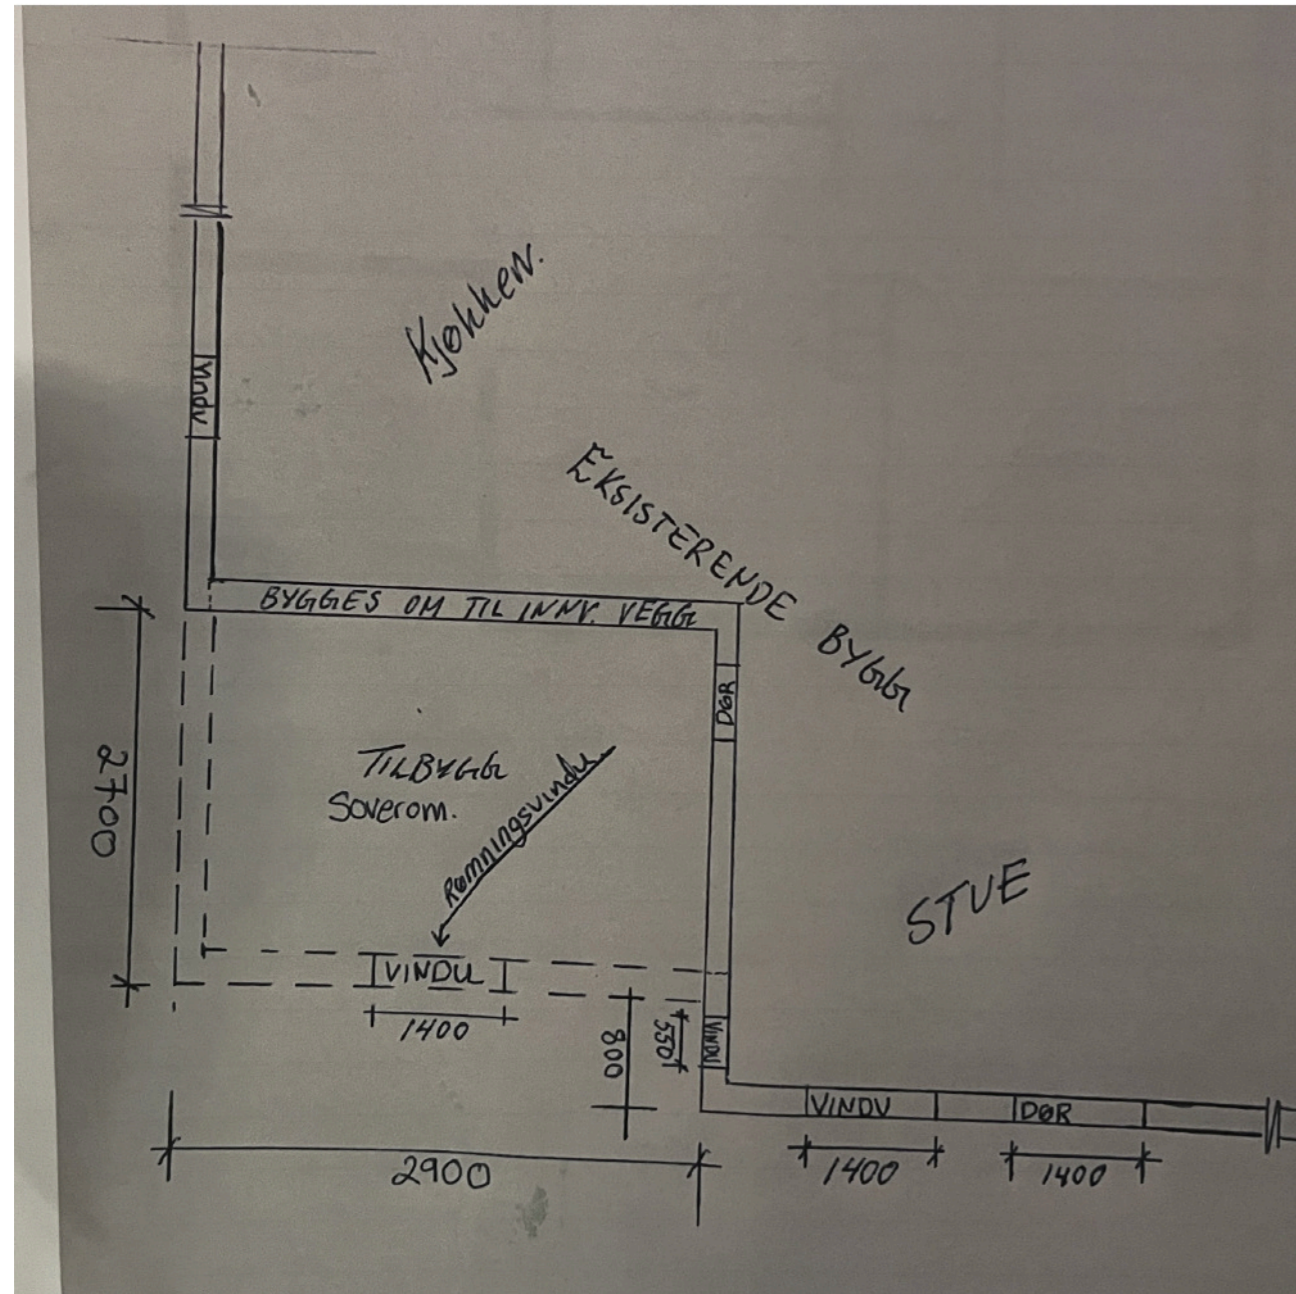 Kjøkken.
Vindu
EKSISTERENDE BYGG
BYGGES OM TIL INNV. VEGG
DØR
TILBYGG
Soverom.
Rømningsvindu
2700
STUE
VINDU
1400
800
550
VINDU
VINDU
DØR
2900
1400
1400